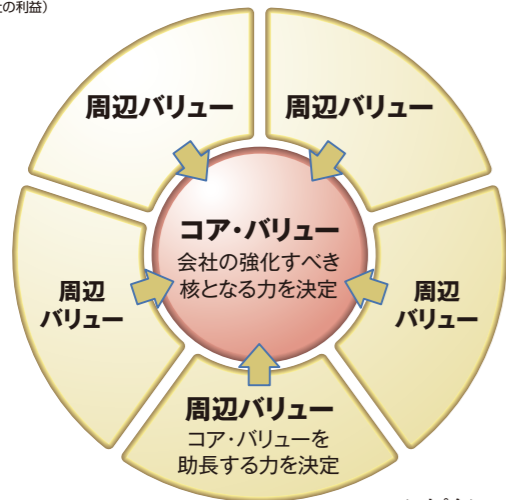 の利益）
周辺バリュー
周辺バリュー
コア・バリュー
会社の強化すべき
核となる力を決定
周辺
バリュー
周辺
バリュー
周辺バリュー
コア・バリューを
助長する力を決定